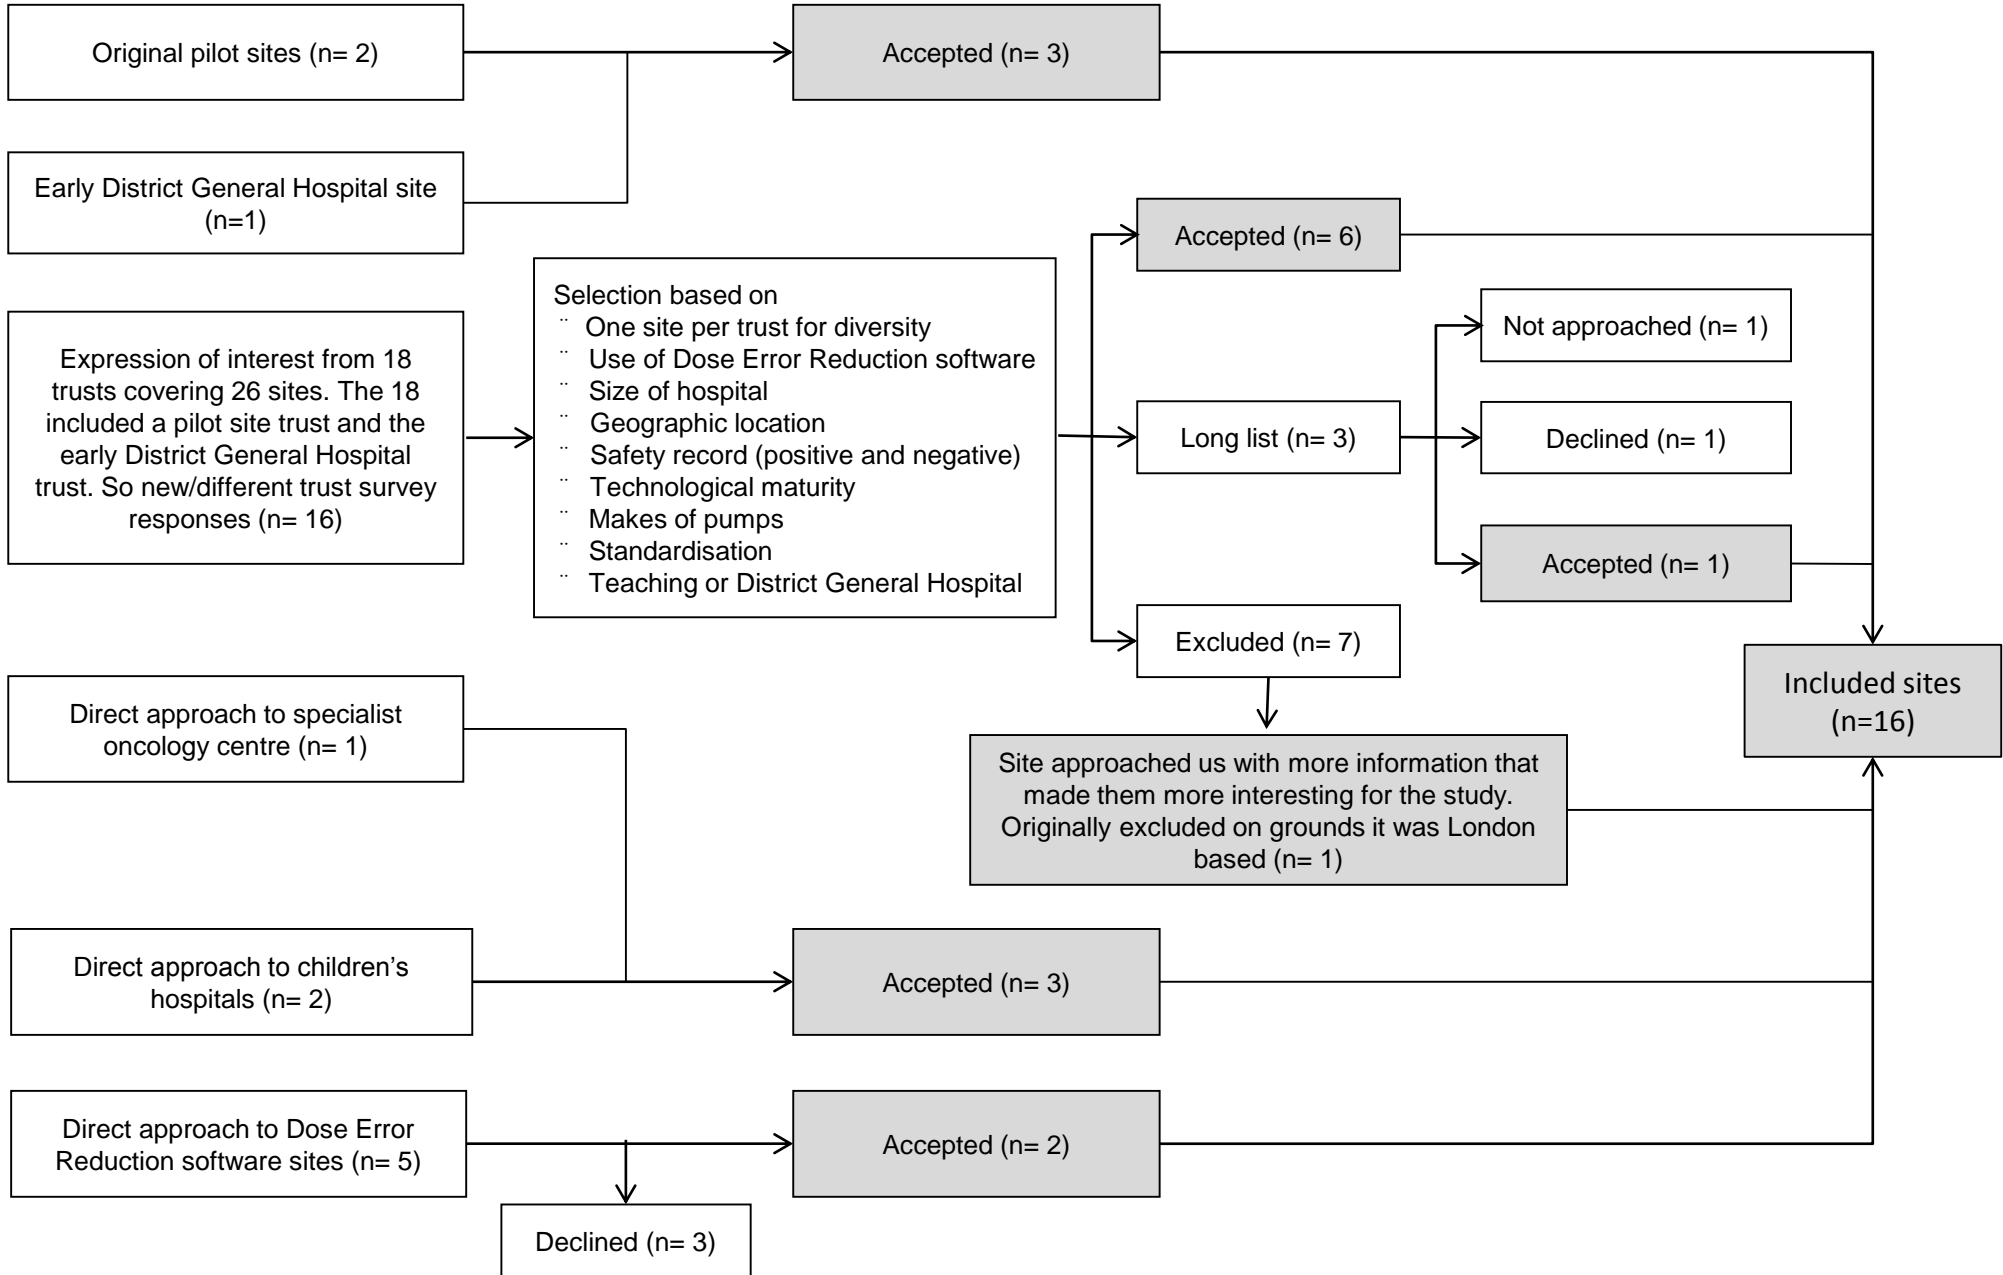 Original pilot sites (n= 2)
Accepted (n= 3)
Early District General Hospital site
(n=1)
Accepted (n= 6)
Expression of interest from 18
trusts covering 26 sites. The 18
included a pilot site trust and the
early District General Hospital
trust. So new/different trust survey
responses (n= 16)
Selection based on
¨ One site per trust for diversity
¨ Use of Dose Error Reduction software
¨ Size of hospital
¨ Geographic location
¨ Safety record (positive and negative)
¨ Technological maturity
¨ Makes of pumps
¨ Standardisation
¨ Teaching or District General Hospital
Not approached (n= 1)
Long list (n= 3)
Declined (n= 1)
Accepted (n= 1)
Excluded (n= 7)
Included sites
(n=16)
Direct approach to specialist
oncology centre (n= 1)
Site approached us with more information that
made them more interesting for the study.
Originally excluded on grounds it was London
based (n= 1)
Direct approach to children’s
hospitals (n= 2)
Accepted (n= 3)
Direct approach to Dose Error
Reduction software sites (n= 5)
Accepted (n= 2)
Declined (n= 3)